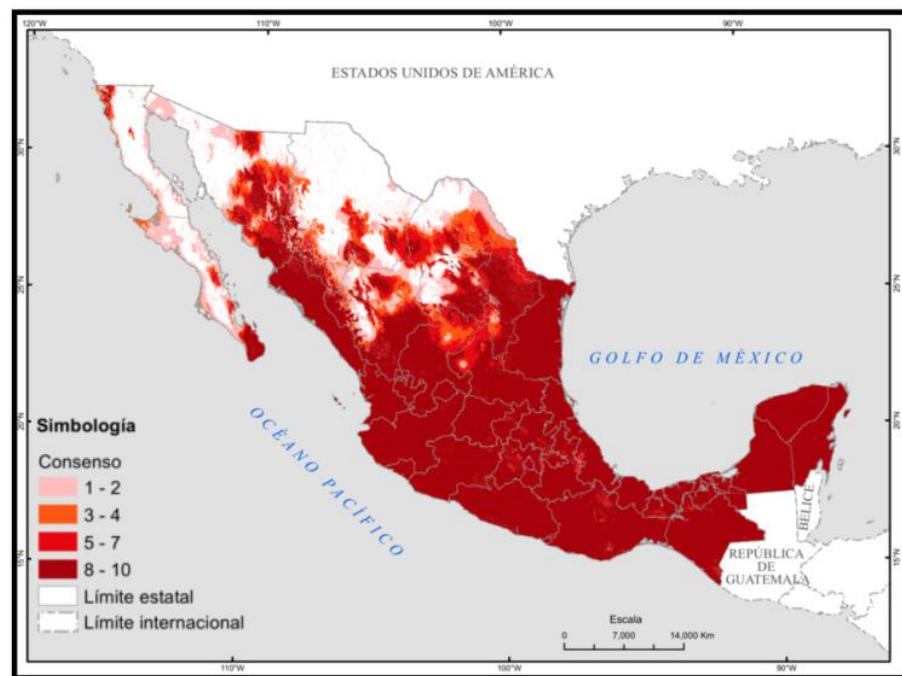 120°W
110°W
100°W
90°W
ESTADOS UNIDOS DE AMÉRICA
30°N
30°N
25°N
25°N
GOLFO DE MÉXICO
20°N
20°N
OCÉANO PACÍFICO
Simbología
Consenso
1 - 2
3 - 4
5 - 7
8 - 10
Límite estatal
Límite internacional
BELICE
REPÚBLICA
DE
GUATEMALA
15°N
15°N
Escala
0 7,000 14,000 Km
110°W
100°W
90°W